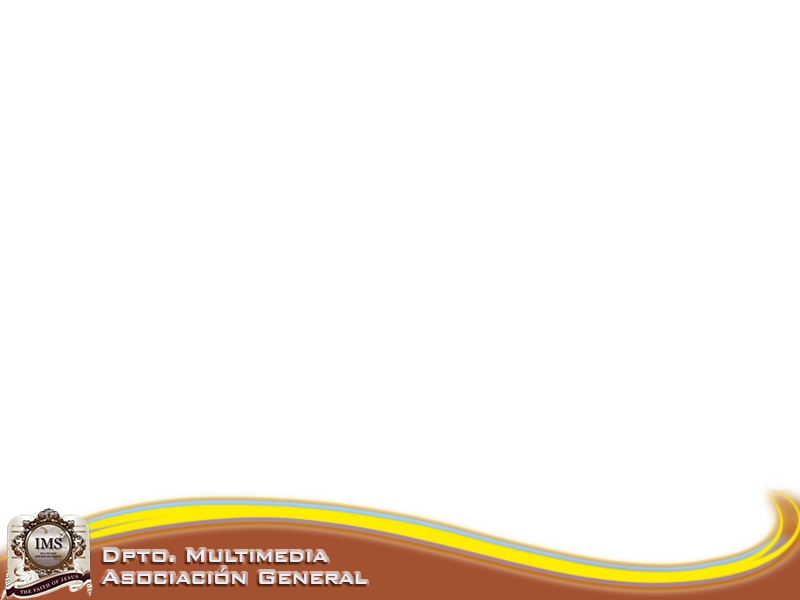 IMS
THE FAITH OF JESUS
DPTO. MULTIMEDIA
ASOCIACIÓN GENERAL